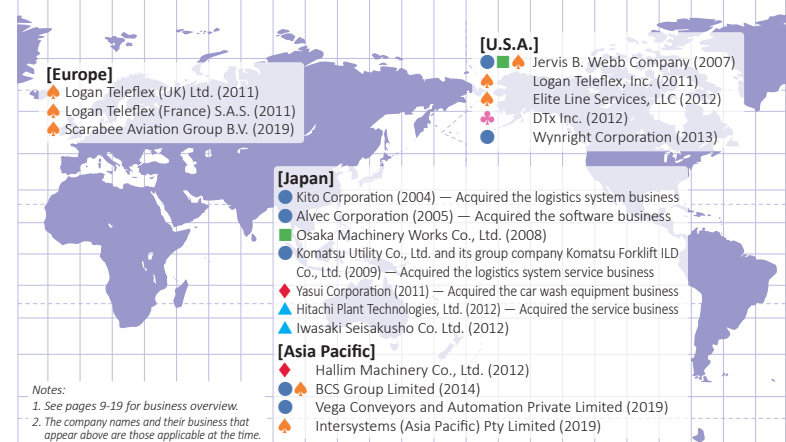 [Europe]
Logan Teleflex (UK) Ltd. (2011)
Logan Teleflex (France) S.A.S. (2011)
Scarabee Aviation Group B.V. (2019)
[U.S.A.]
Jervis B. Webb Company (2007)
Logan Teleflex, Inc. (2011)
Elite Line Services, LLC (2012)
DTx Inc. (2012)
Wynright Corporation (2013)
[Japan]
Kito Corporation (2004) — Acquired the logistics system business
Alvec Corporation (2005) — Acquired the software business
Osaka Machinery Works Co., Ltd. (2008)
Komatsu Utility Co., Ltd. and its group company Komatsu Forklift ILD
Co., Ltd. (2009) — Acquired the logistics system service business
Yasui Corporation (2011) — Acquired the car wash equipment business
Hitachi Plant Technologies, Ltd. (2012) — Acquired the service business
Iwasaki Seisakusho Co. Ltd. (2012)
[Asia Pacific]
Hallim Machinery Co., Ltd. (2012)
BCS Group Limited (2014)
Vega Conveyors and Automation Private Limited (2019)
Intersystems (Asia Pacific) Pty Limited (2019)
Notes:
1. See pages 9-19 for business overview.
2. The company names and their business that
appear above are those applicable at the time.